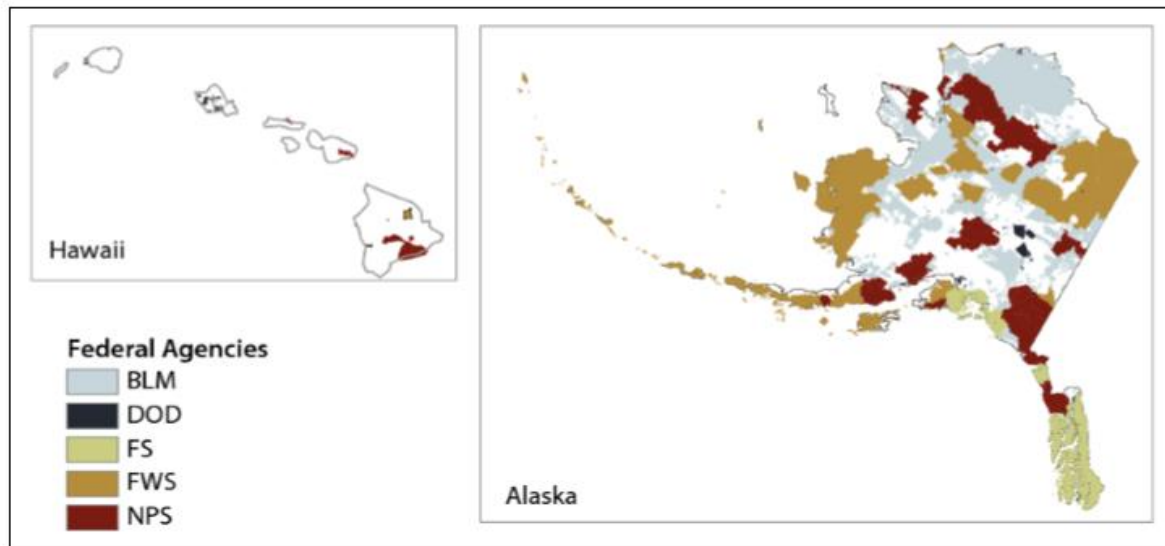 Hawaii
Federal Agencies
BLM
DOD
FS
FWS
NPS
Alaska